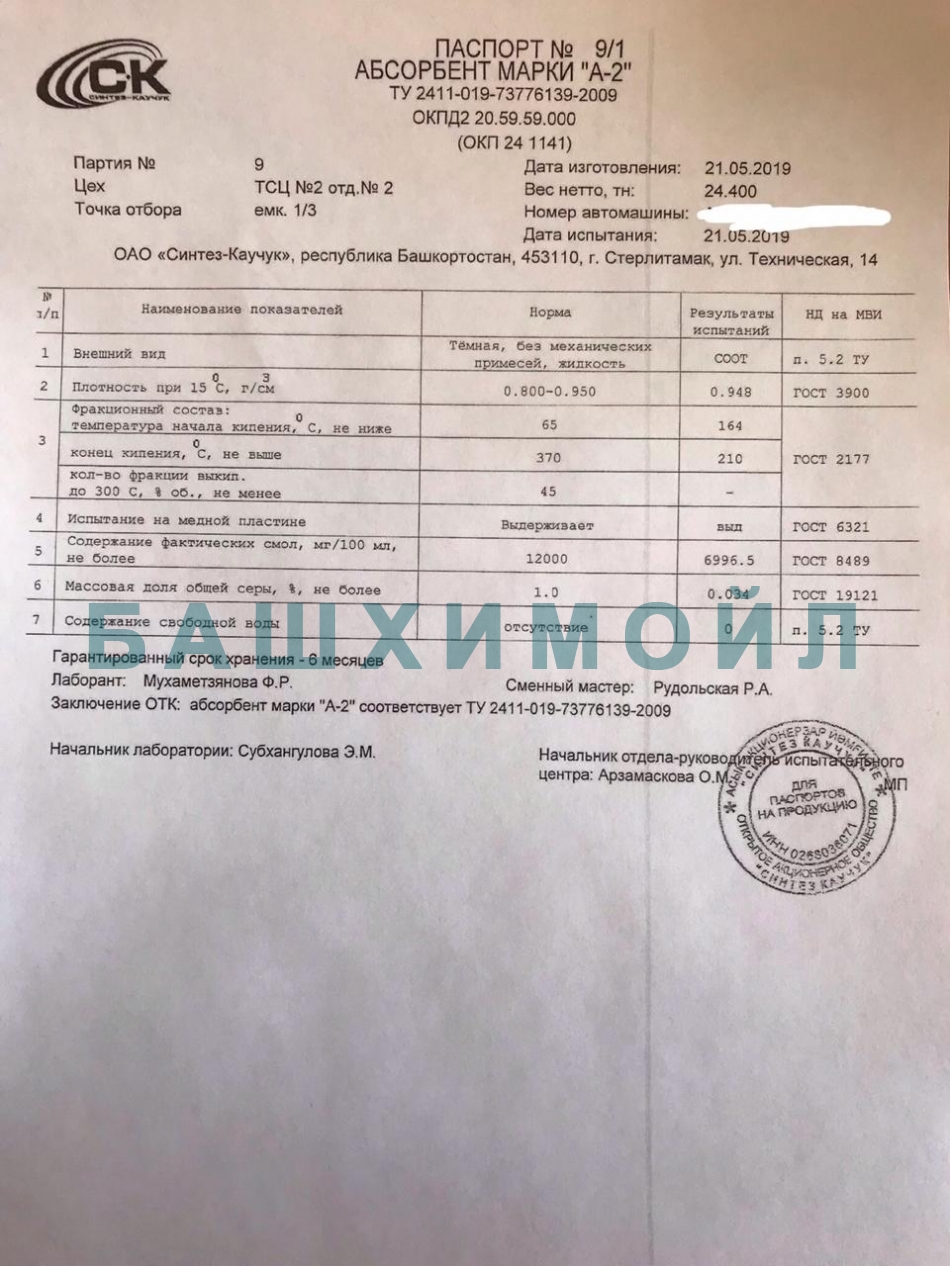 СК
СИНТЕЗ-КАУЧУК
ПАСПОРТ № 9/1
АБСОРБЕНТ МАРКИ "А-2"
ТУ 2411-019-73776139-2009
ОКПД2 20.59.59.000
(ОКП 24 1141)
Партия № 9 Дата изготовления: 21.05.2019
Цех ТСЦ №2 отд.№ 2 Вес нетто, тн: 24.400
Точка отбора емк. 1/3 Номер автомашины:
Дата испытания: 21.05.2019
ОАО «Синтез-Каучук», республика Башкортостан, 453110, г. Стерлитамак, ул. Техническая, 14
№ п/п Наименование показателей Норма Результаты испытаний НД на МВИ
1 Внешний вид Тёмная, без механических примесей, жидкость СООТ п. 5.2 ТУ
2 Плотность при 15 ⁰С, г/см³ 0.800-0.950 0.948 ГОСТ 3900
3 Фракционный состав:
температура начала кипения, ⁰С, не ниже 65 164
конец кипения, ⁰С, не выше 370 210 ГОСТ 2177
кол-во фракции выкип.
до 300 С, % об., не менее 45 –
4 Испытание на медной пластине Выдерживает выд ГОСТ 6321
5 Содержание фактических смол, мг/100 мл,
не более 12000 6996.5 ГОСТ 8489
6 Массовая доля общей серы, %, не более 1.0 0.034 ГОСТ 19121
7 Содержание свободной воды отсутствие 0 п. 5.2 ТУ
БАШХИМОЙЛ
Гарантированный срок хранения - 6 месяцев
Лаборант: Мухаметзянова Ф.Р. Сменный мастер: Рудольская Р.А.
Заключение ОТК: абсорбент марки "А-2" соответствует ТУ 2411-019-73776139-2009
Начальник лаборатории: Субхангулова Э.М. Начальник отдела-руководитель испытательного
центра: Арзамаскова О.М. МП
"СИНТЕЗ КАУЧУК"
ДЛЯ
ПАСПОРТОВ
НА ПРОДУКЦИЮ
ОТКРЫТОЕ АКЦИОНЕРНОЕ ОБЩЕСТВО
"СИНТЕЗ КАУЧУК"